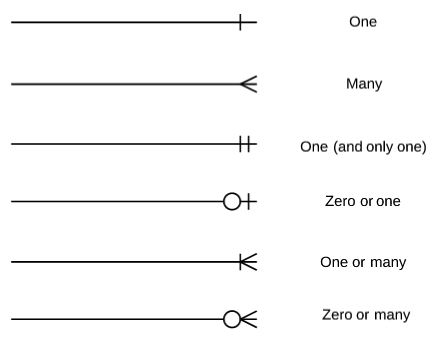 One
Many
One (and only one)
Zero or one
One or many
Zero or many